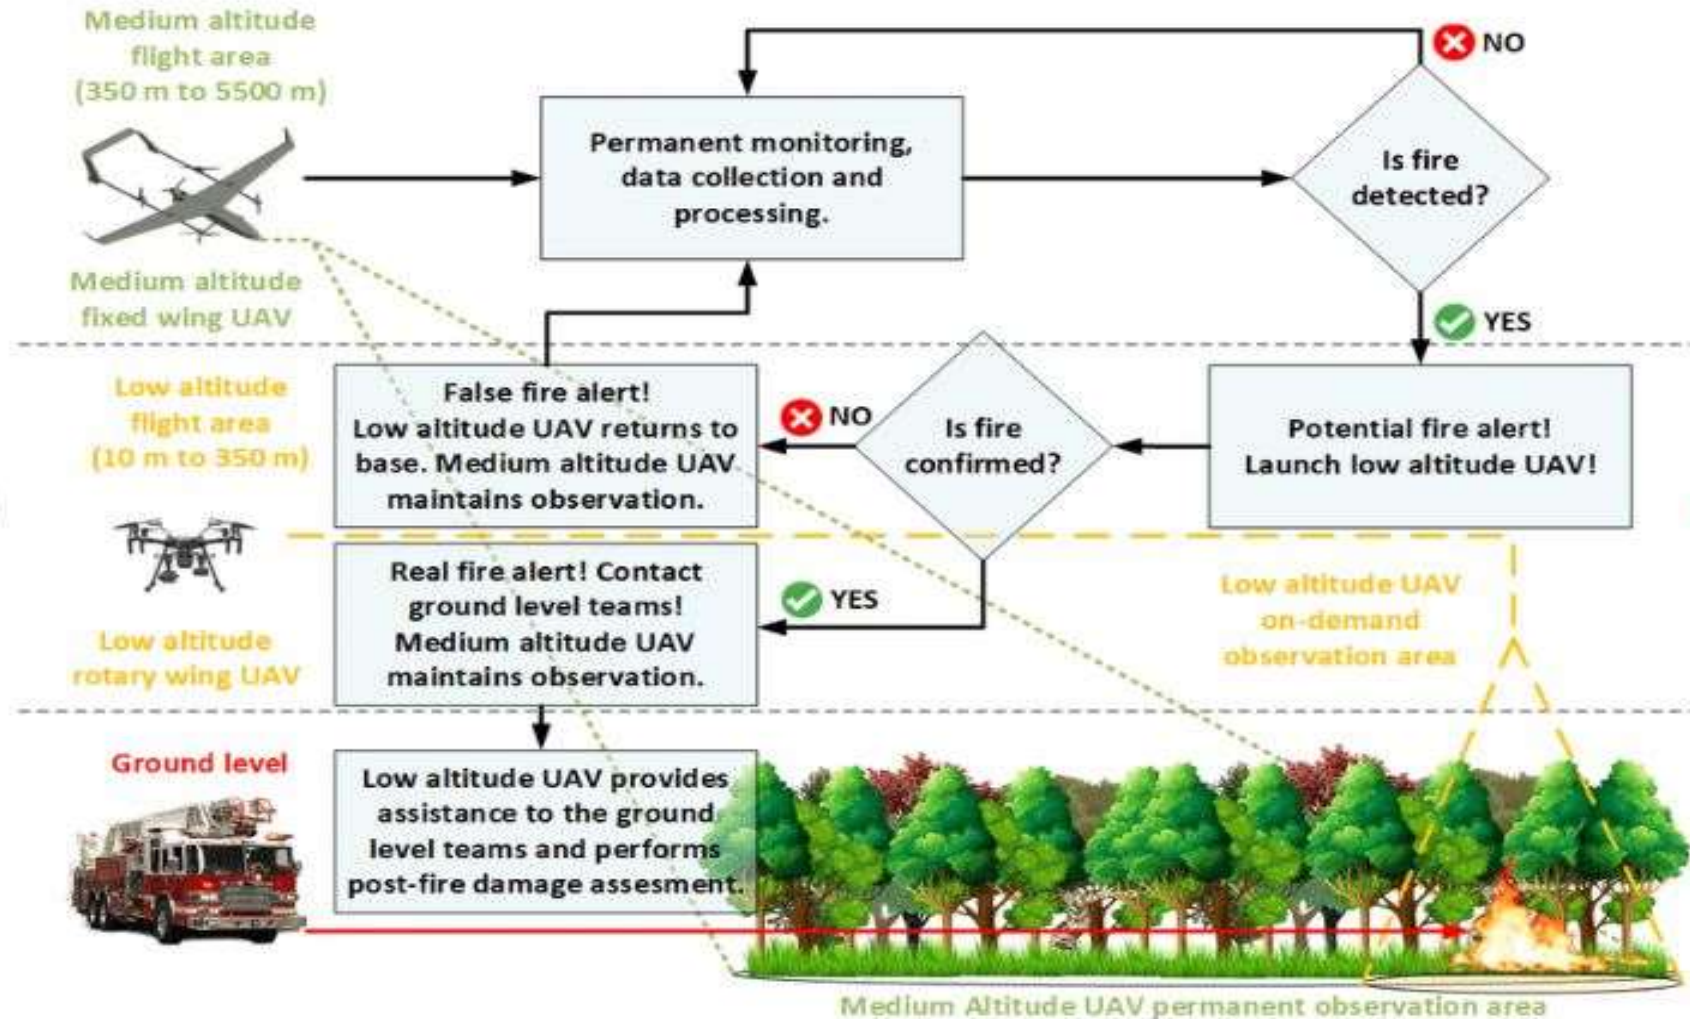 Medium altitude
flight area
(350 m to 5500 m)
NO
Permanent monitoring,
data collection and
processing.
Is fire
detected?
Medium altitude
fixed wing UAV
YES
Low altitude
flight area
(10 m to 350 m)
False fire alert!
Low altitude UAV returns to
base. Medium altitude UAV
maintains observation.
NO
Is fire
confirmed?
Potential fire alert!
Launch low altitude UAV!
Low altitude
rotary wing UAV
Real fire alert! Contact
ground level teams!
Medium altitude UAV
maintains observation.
YES
Low altitude UAV
on-demand
observation area
Ground level
Low altitude UAV provides
assistance to the ground
level teams and performs
post-fire damage assesment.
Medium Altitude UAV permanent observation area